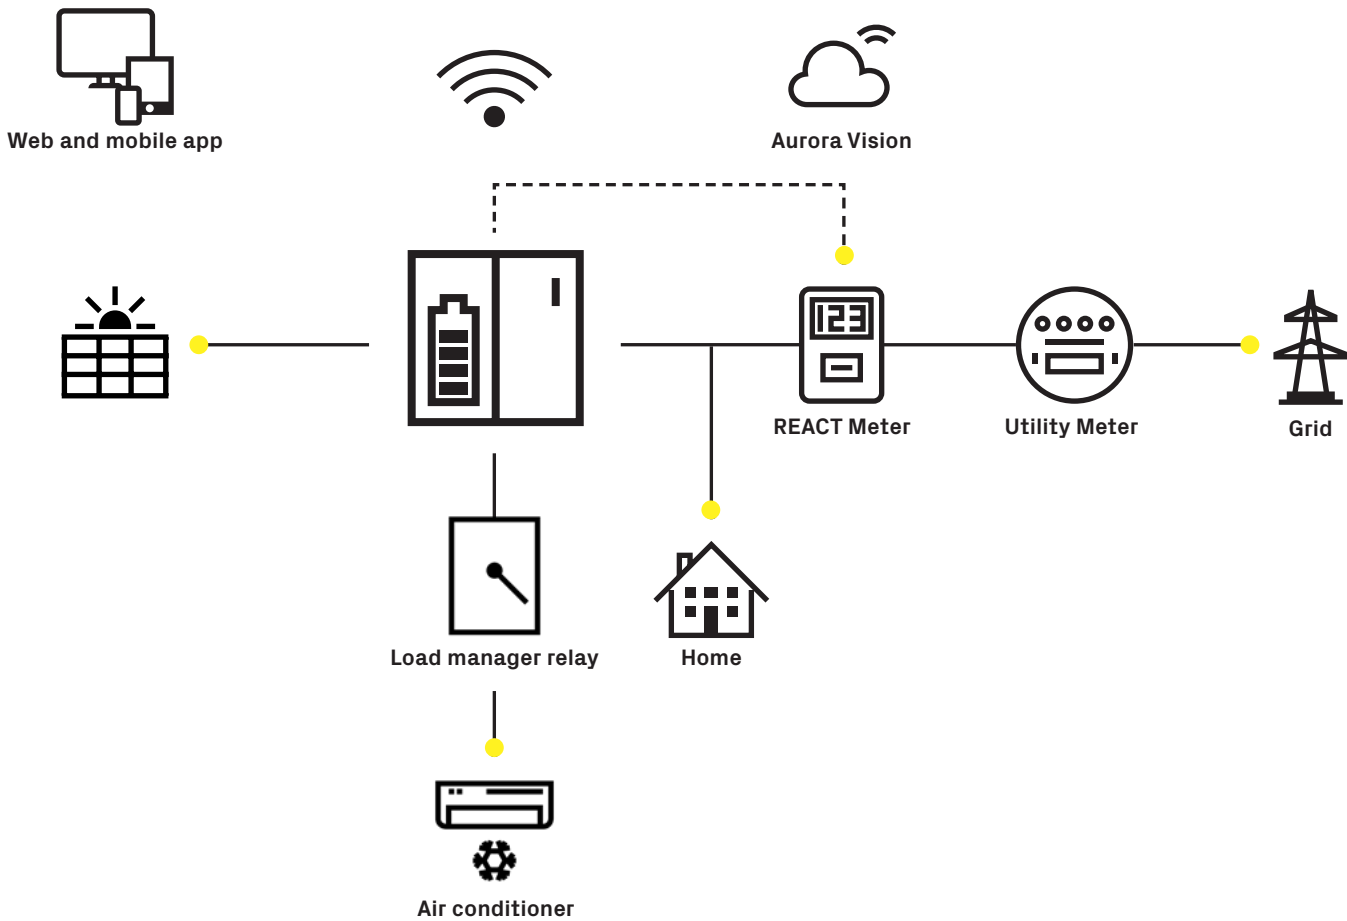 Web and mobile app
Aurora Vision
123
REACT Meter
Utility Meter
Grid
Load manager relay
Home
Air conditioner